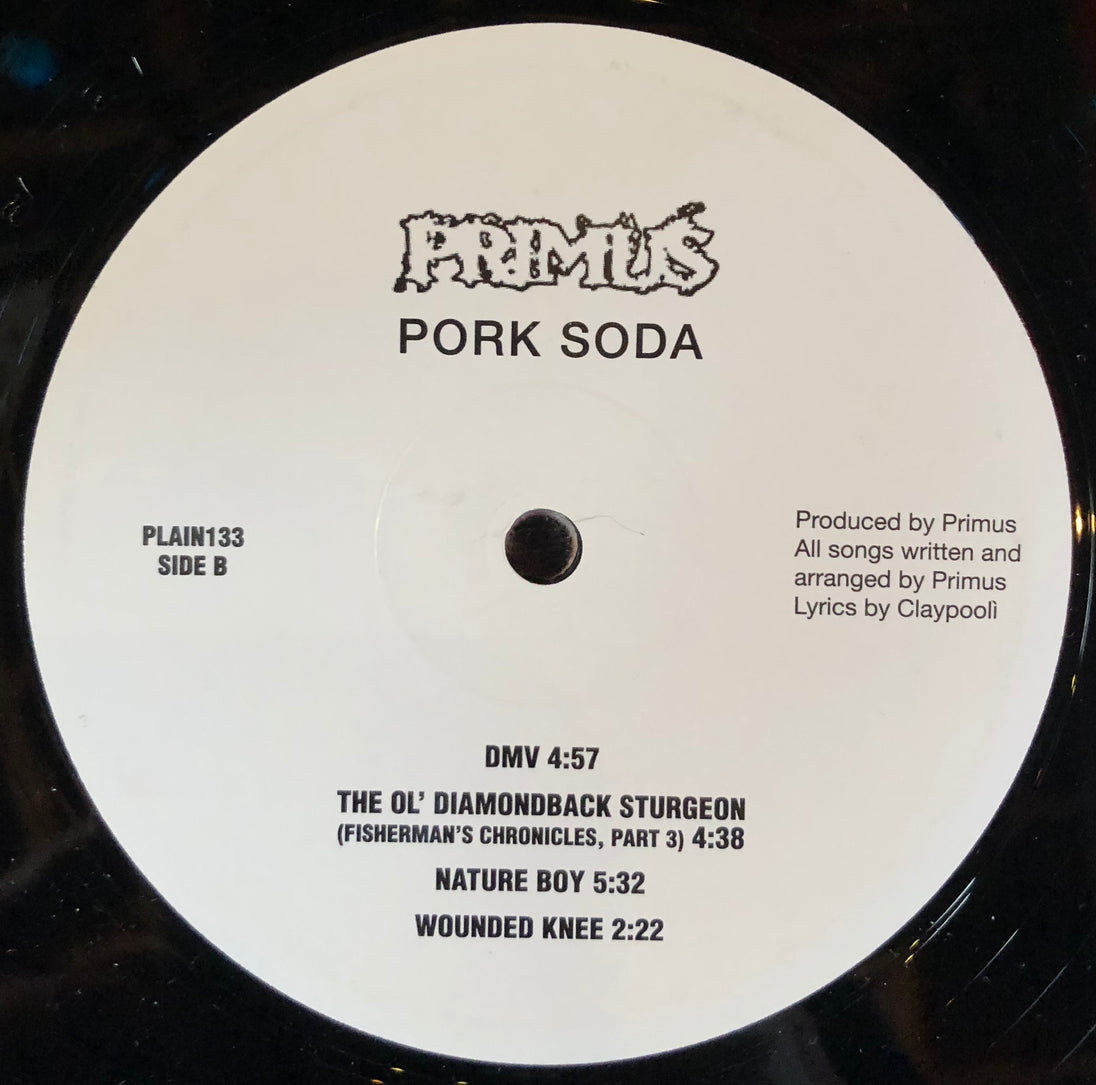 PRIMUS
PORK SODA
PLAIN133
SIDE B
Produced by Primus
All songs written and
arranged by Primus
Lyrics by Claypoolì
DMV 4:57
THE OL’ DIAMONDBACK STURGEON
(FISHERMAN’S CHRONICLES, PART 3) 4:38
NATURE BOY 5:32
WOUNDED KNEE 2:22